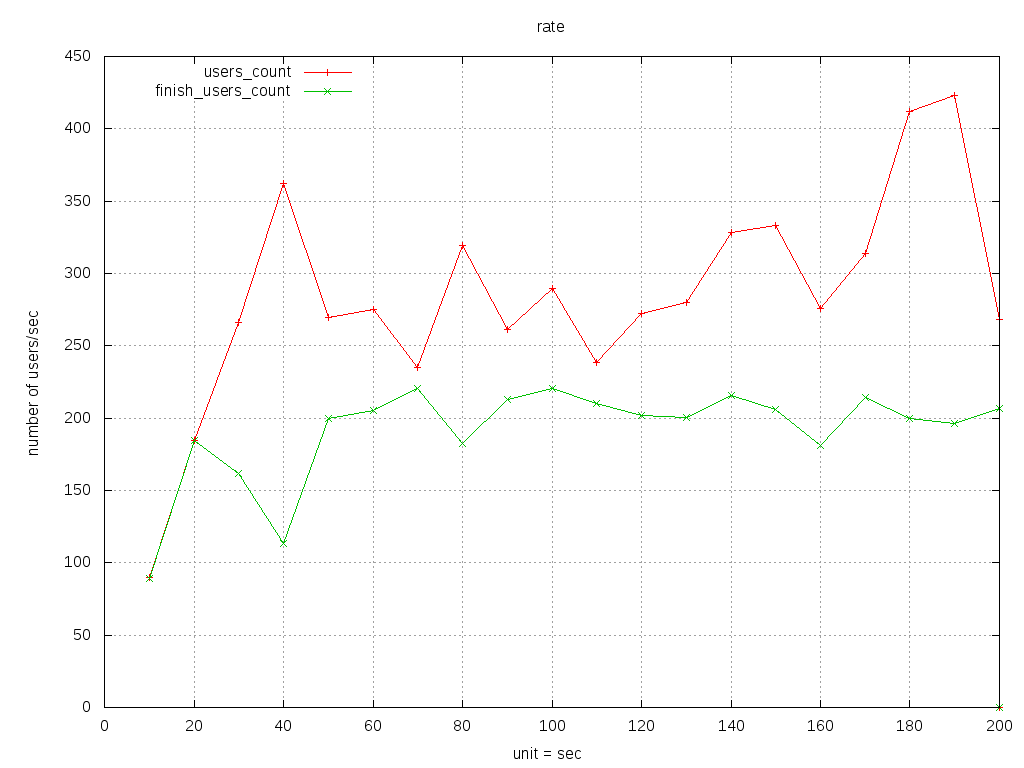 rate
450
400
350
300
250
200
150
100
50
0
users_count
finish_users_count
number of users/sec
0 20 40 60 80 100 120 140 160 180 200
unit = sec